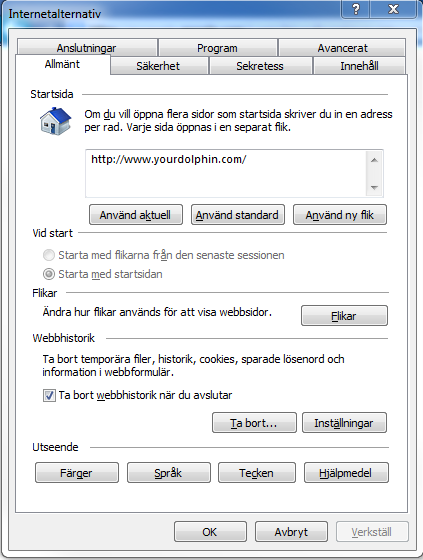 Internetalternativ
Anslutningar Program Avancerat
Allmänt Säkerhet Sekretess Innehåll
Startsida
Om du vill öppna flera sidor som startsida skriver du in en adress
per rad. Varje sida öppnas i en separat flik.
http://www.yourdolphin.com/
Använd aktuell Använd standard Använd ny flik
Vid start
Starta med flikarna från den senaste sessionen
Starta med startsidan
Flikar
Ändra hur flikar används för att visa webbsidor.
Flikar
Webbhistorik
Ta bort temporära filer, historik, cookies, sparade lösenord och
information i webbformulär.
Ta bort webbhistorik när du avslutar
Ta bort... Inställningar
Utseende
Färger Språk Tecken Hjälpmedel
OK Avbryt Verkställ